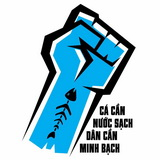 CÁ CẦN
NƯỚC SẠCH
DÂN CẦN
MINH BẠCH